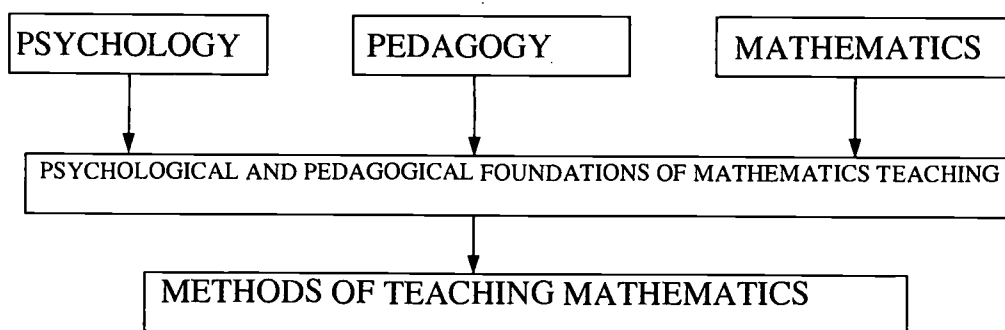 PSYCHOLOGY
PEDAGOGY
MATHEMATICS
PSYCHOLOGICAL AND PEDAGOGICAL FOUNDATIONS OF MATHEMATICS TEACHING
METHODS OF TEACHING MATHEMATICS